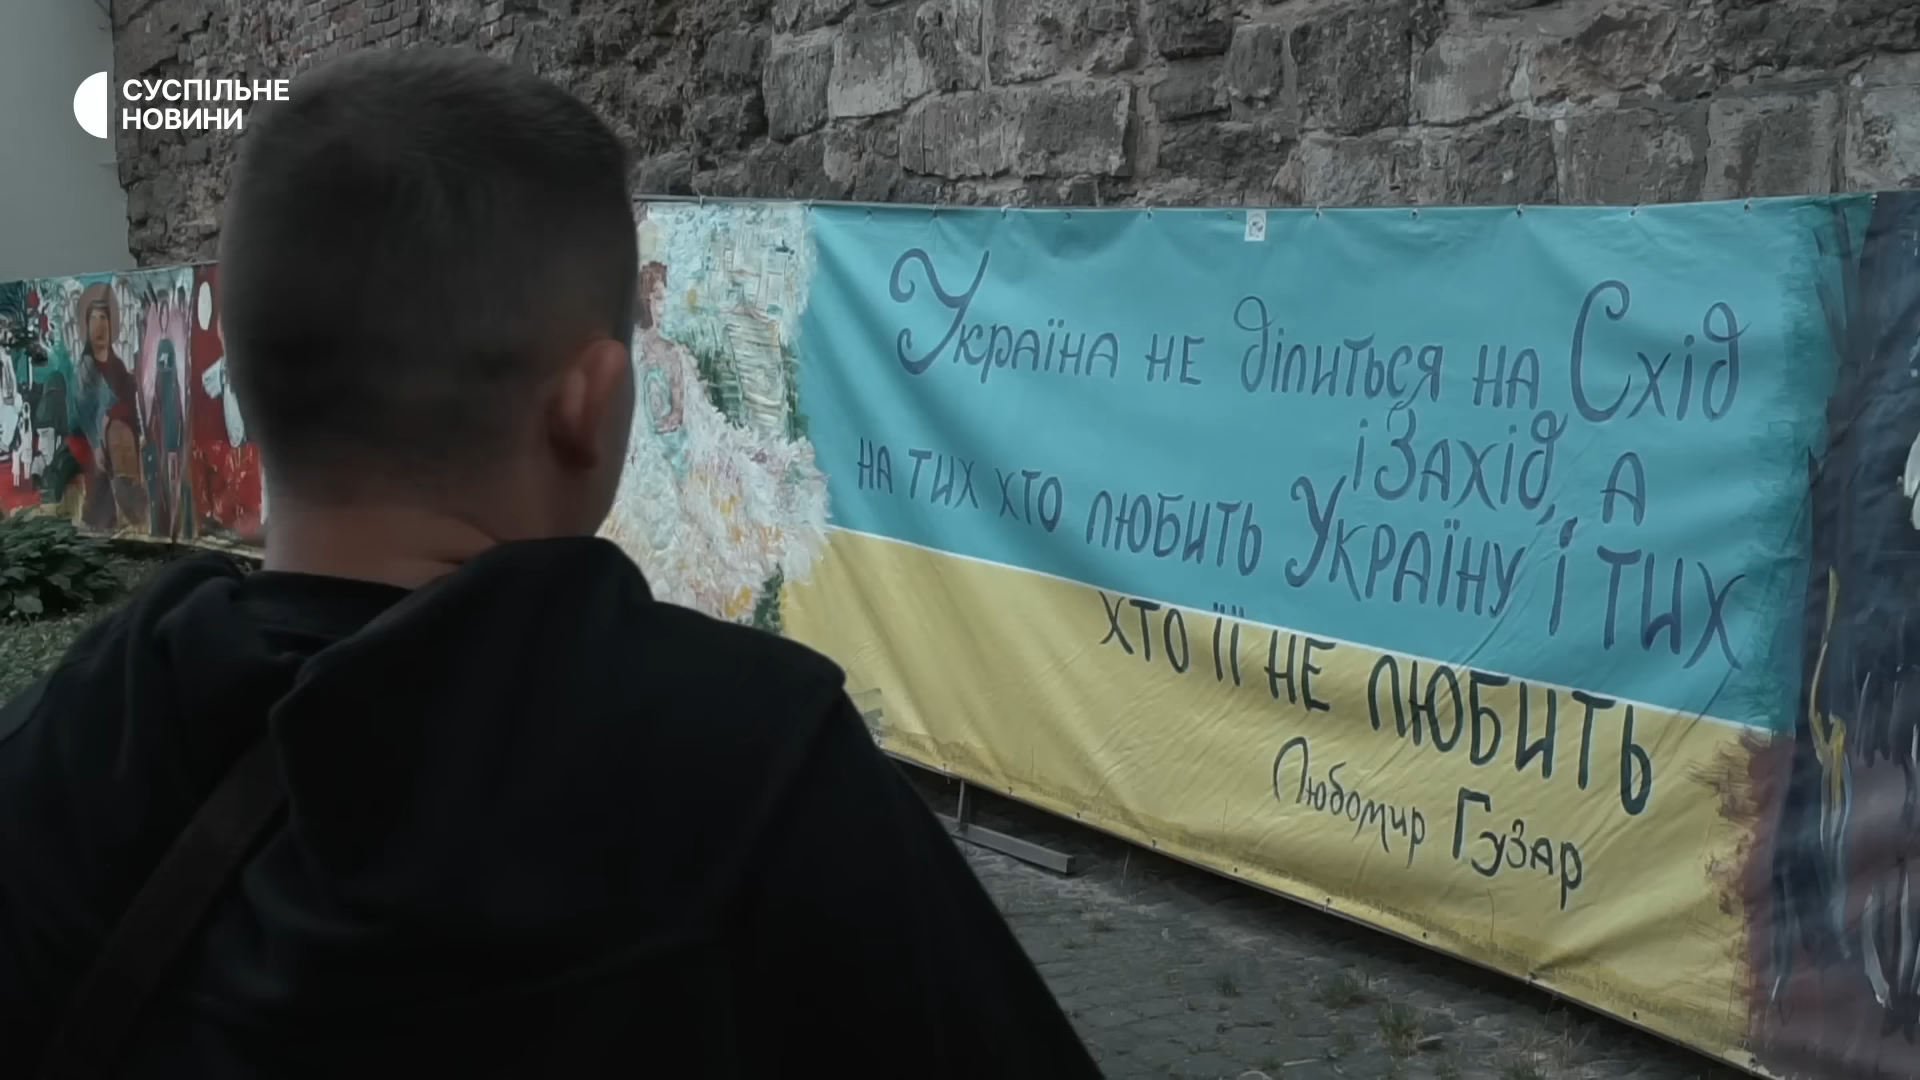 СУСПІЛЬНЕ
НОВИНИ
Україна не ділиться на Схід
і Захід, а
на тих хто любить Україну і тих
хто її не любить
Любомир Гузар